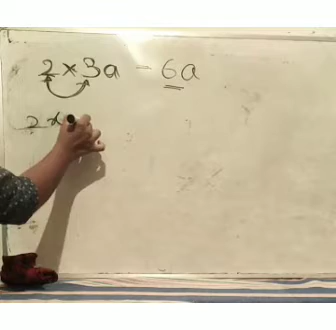 2 × 3a = 6a
2 ×